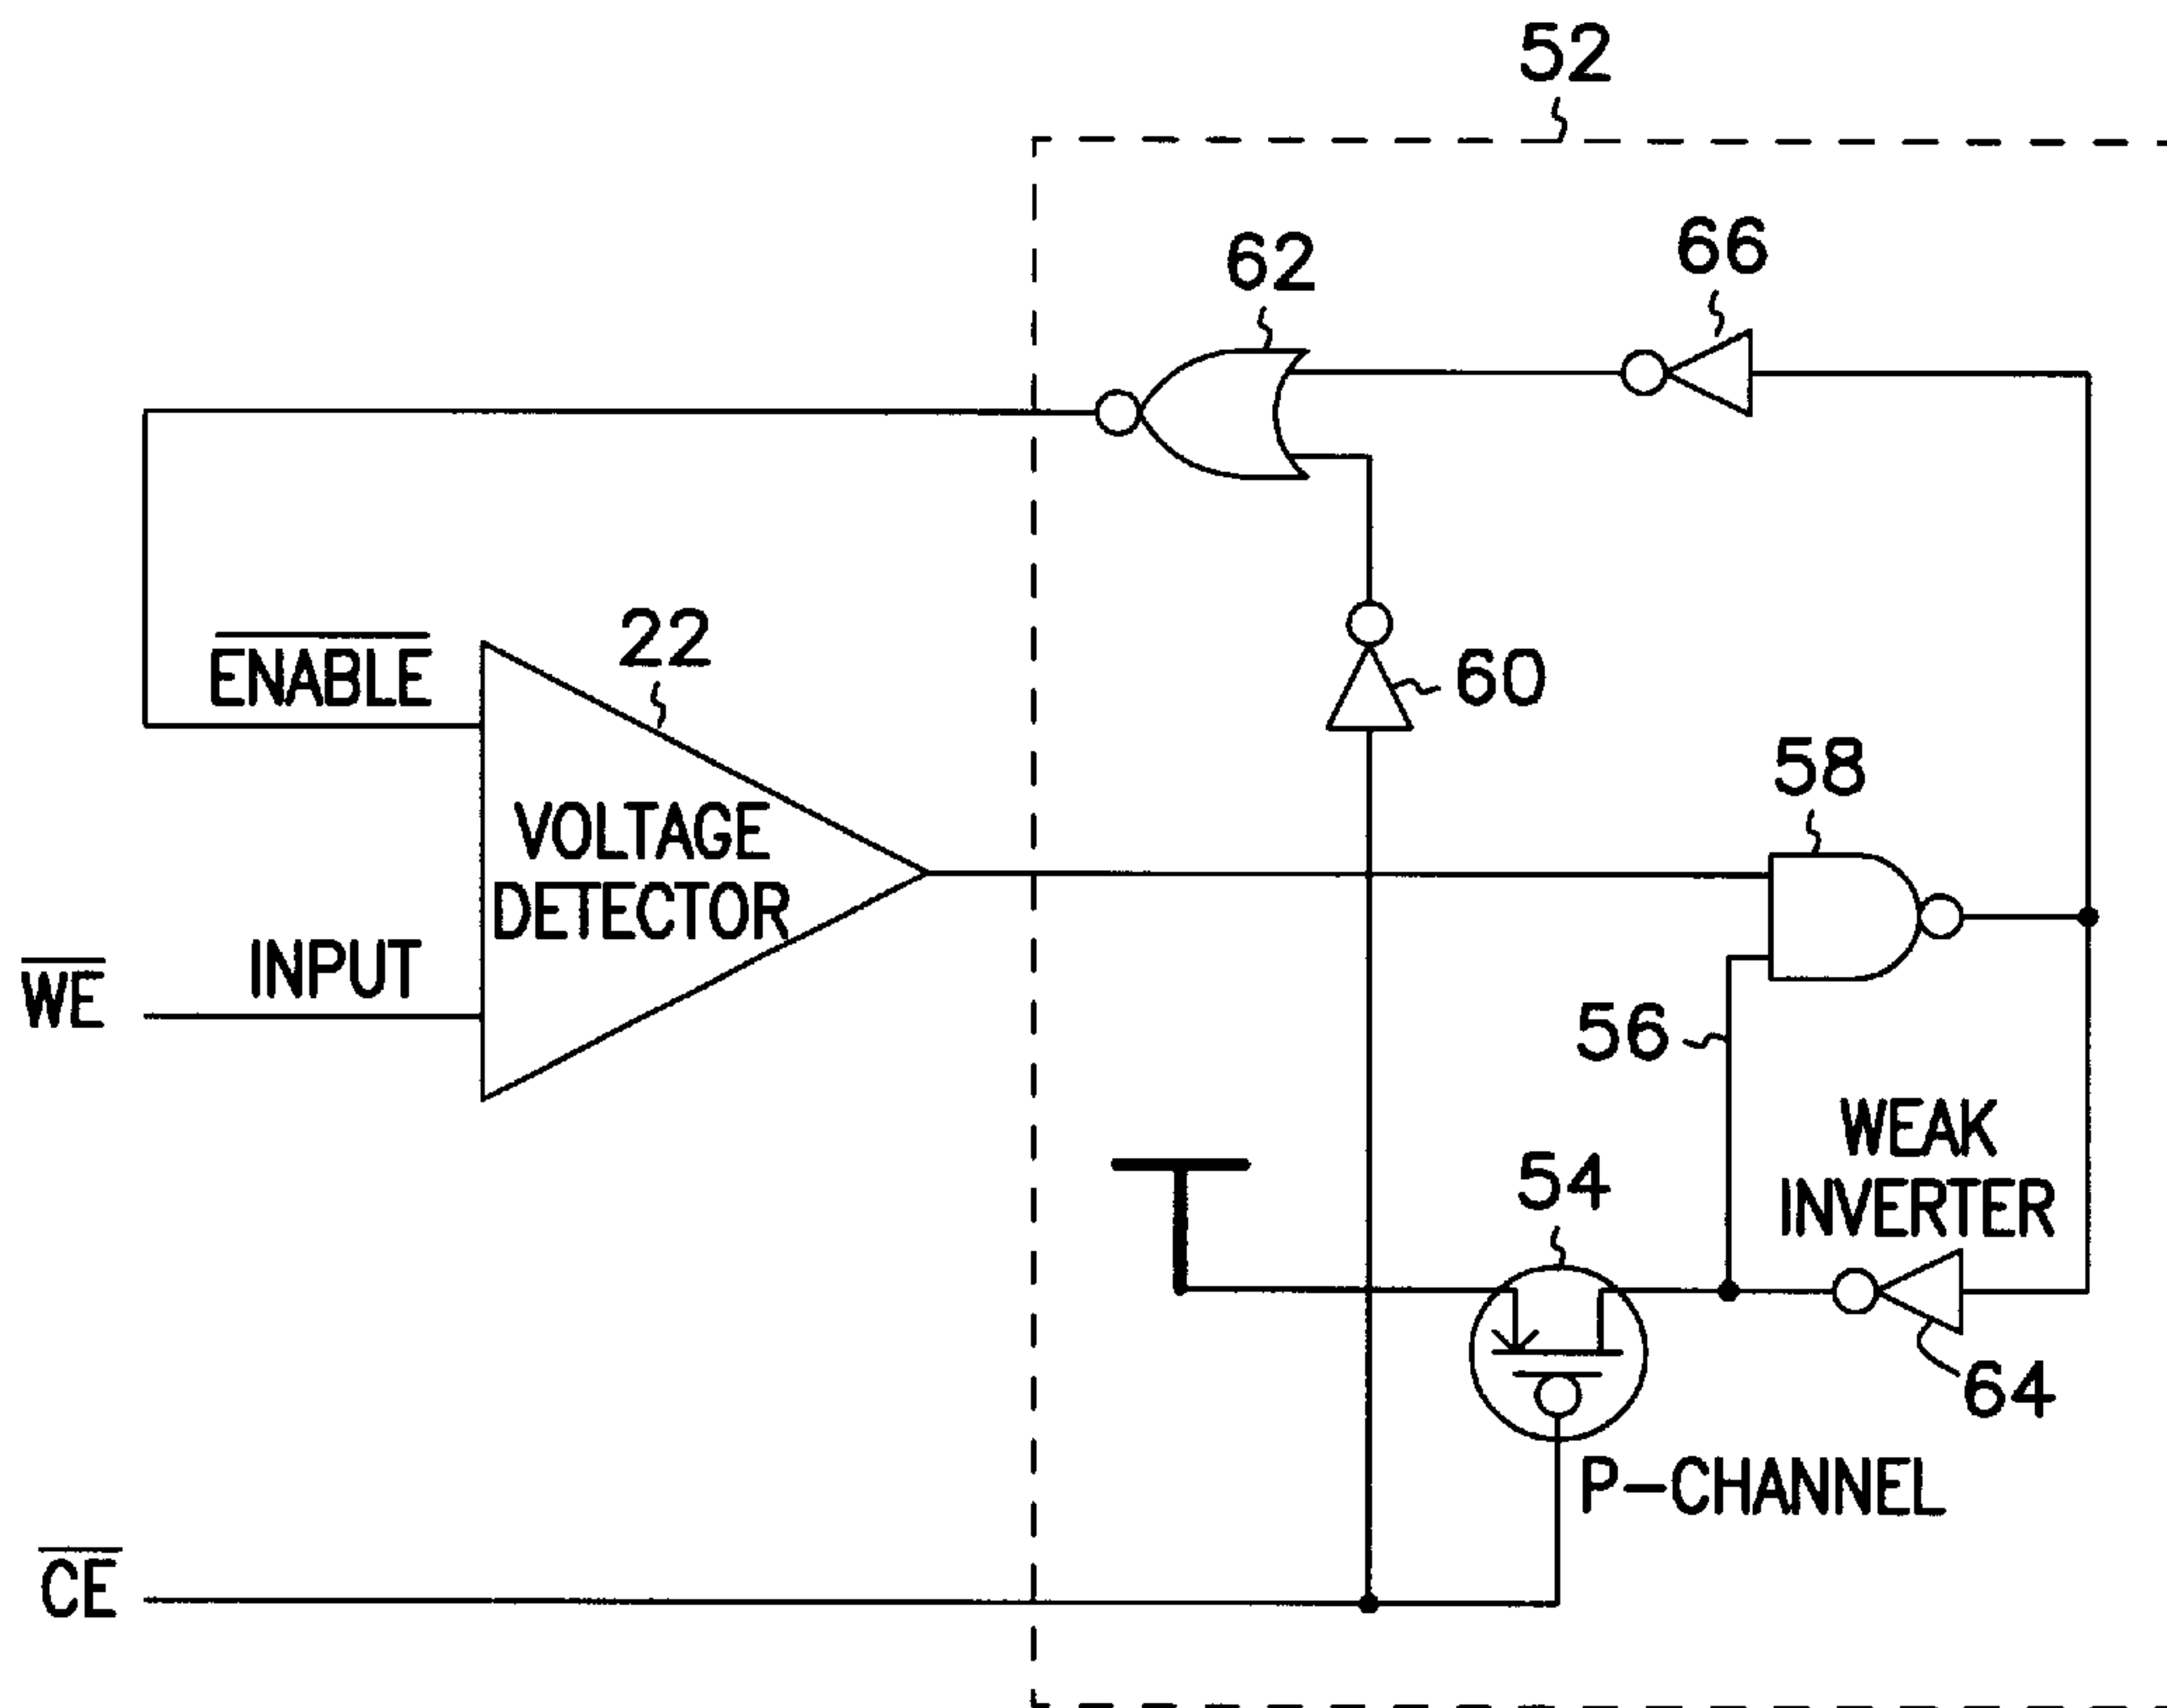 52
62
66
ENABLE
22
60
58
VOLTAGE
DETECTOR
WE
INPUT
56
WEAK
INVERTER
54
64
P-CHANNEL
CE